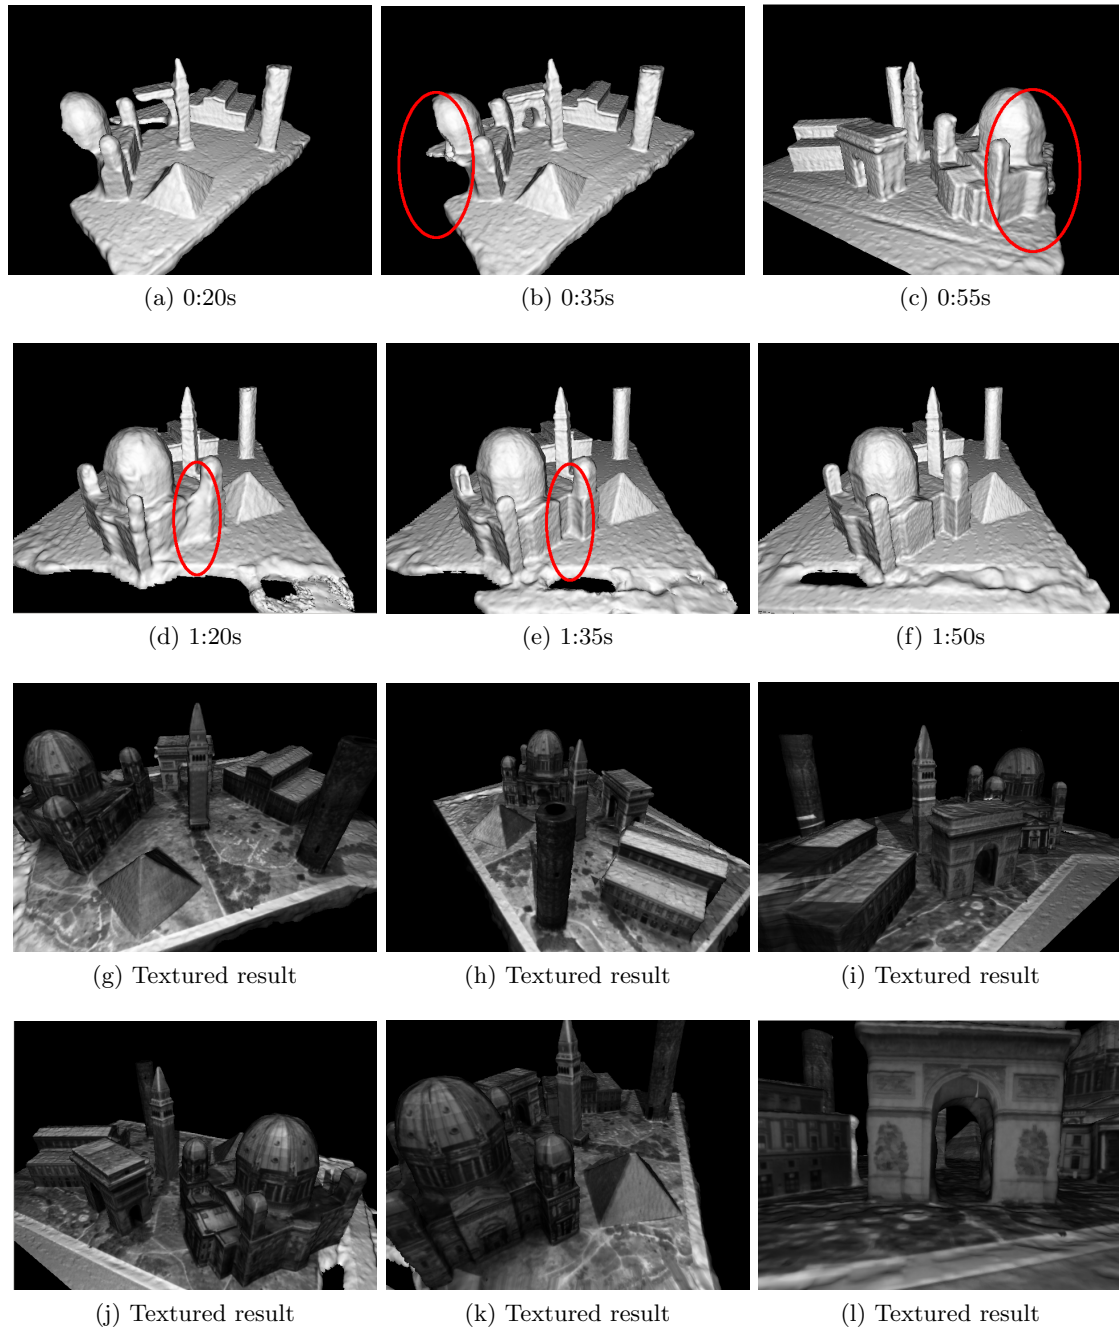 (a) 0:20s
(b) 0:35s
(c) 0:55s
(d) 1:20s
(e) 1:35s
(f) 1:50s
(g) Textured result
(h) Textured result
(i) Textured result
(j) Textured result
(k) Textured result
(l) Textured result